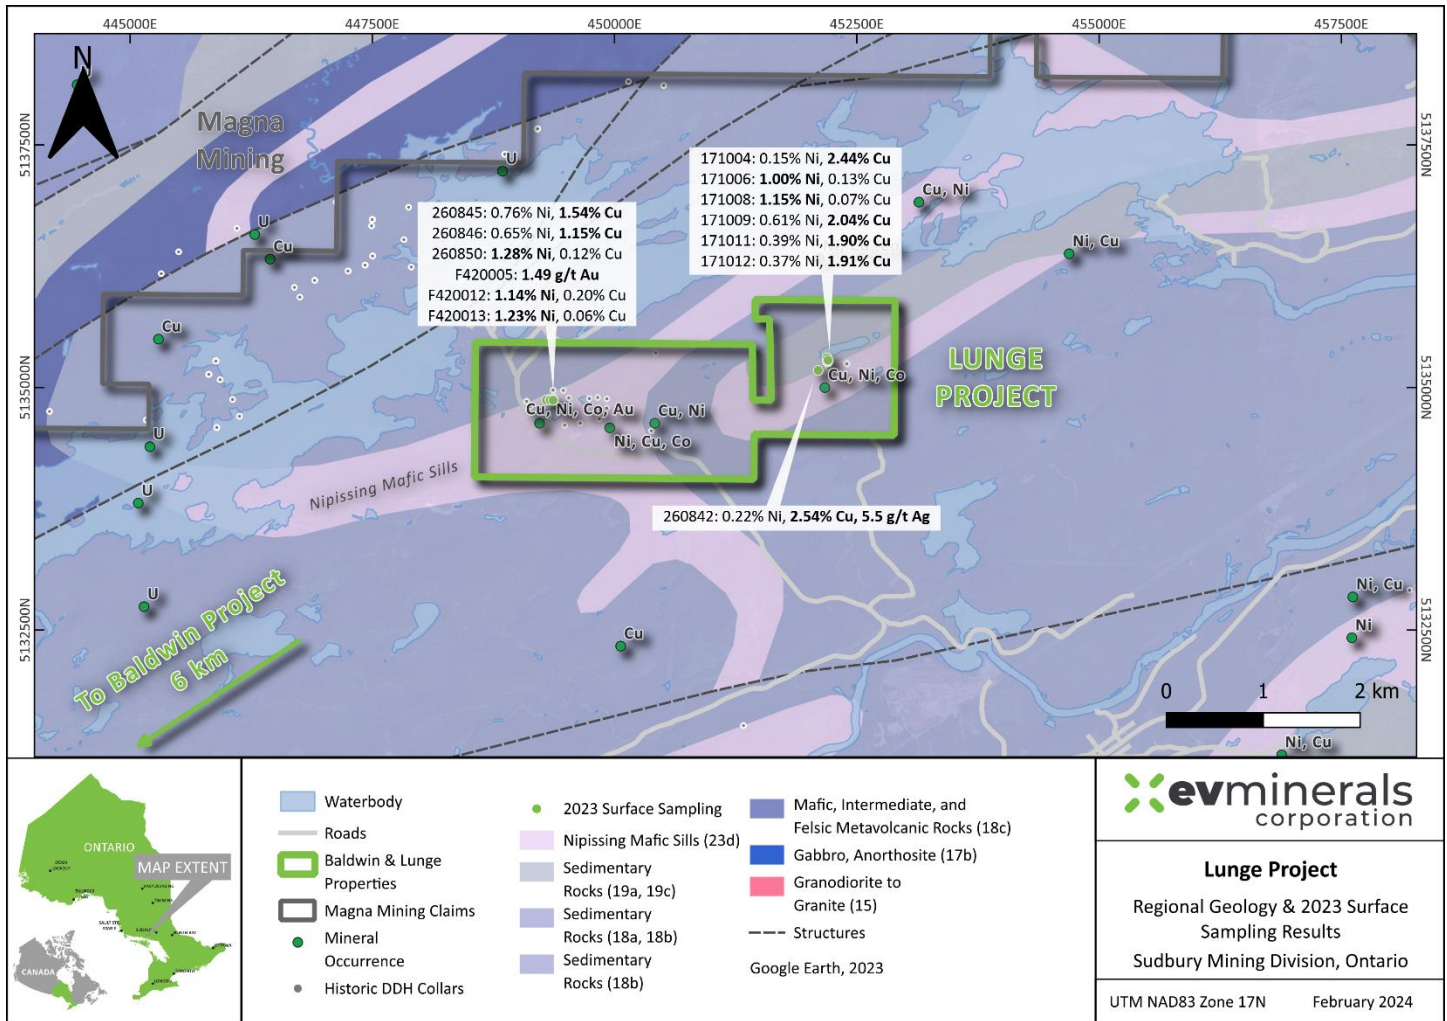 445000E
447500E
450000E
452500E
455000E
457500E
5137500N
5135000N
5132500N
5137500N
5135000N
5132500N
N
Magna
Mining
U
U
Cu
Cu
U
U
U
Cu
260845: 0.76% Ni, 1.54% Cu
260846: 0.65% Ni, 1.15% Cu
260850: 1.28% Ni, 0.12% Cu
F420005: 1.49 g/t Au
F420012: 1.14% Ni, 0.20% Cu
F420013: 1.23% Ni, 0.06% Cu
171004: 0.15% Ni, 2.44% Cu
171006: 1.00% Ni, 0.13% Cu
171008: 1.15% Ni, 0.07% Cu
171009: 0.61% Ni, 2.04% Cu
171011: 0.39% Ni, 1.90% Cu
171012: 0.37% Ni, 1.91% Cu
Cu, Ni
Ni, Cu
Cu, Ni, Co
LUNGE
PROJECT
Cu, Ni, Co, Au
Cu, Ni
Ni, Cu, Co
Nipissing Mafic Sills
260842: 0.22% Ni, 2.54% Cu, 5.5 g/t Ag
To Baldwin Project
6 km
Ni, Cu
Ni
Ni, Cu
0 1 2 km
ONTARIO
MAP EXTENT
CANADA
Waterbody
Roads
Baldwin & Lunge
Properties
Magna Mining Claims
Mineral
Occurrence
Historic DDH Collars
2023 Surface Sampling
Nipissing Mafic Sills (23d)
Sedimentary
Rocks (19a, 19c)
Sedimentary
Rocks (18a, 18b)
Sedimentary
Rocks (18b)
Mafic, Intermediate, and
Felsic Metavolcanic Rocks (18c)
Gabbro, Anorthosite (17b)
Granodiorite to
Granite (15)
Structures
Google Earth, 2023
evminerals
corporation
Lunge Project
Regional Geology & 2023 Surface
Sampling Results
Sudbury Mining Division, Ontario
UTM NAD83 Zone 17N
February 2024